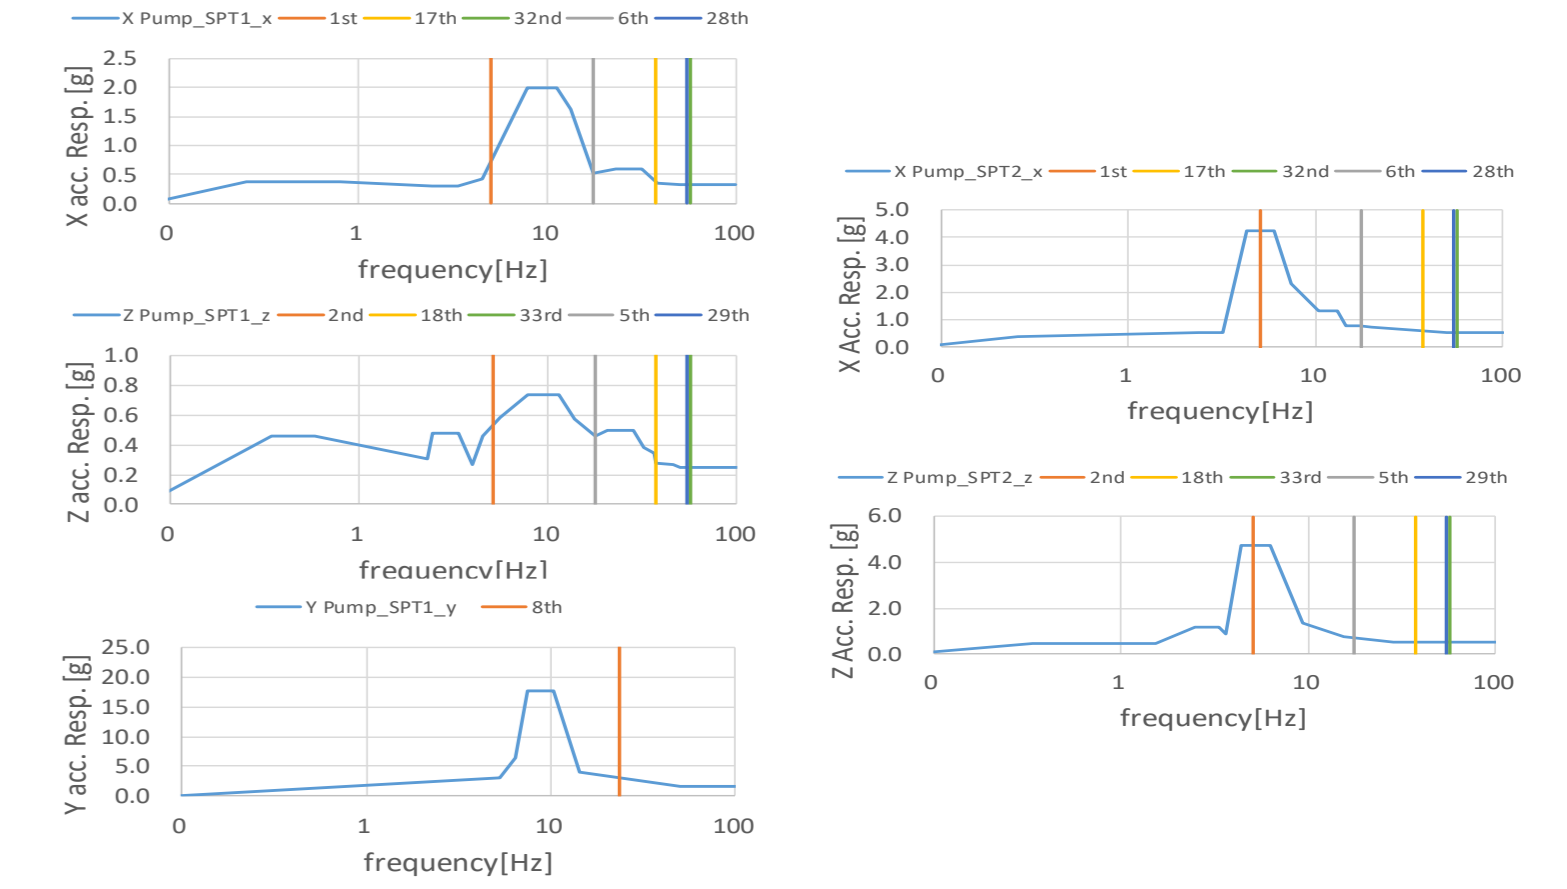 X Pump_SPT1_x 1st 17th 32nd 6th 28th
X acc. Resp. [g]
2.5
2.0
1.5
1.0
0.5
0.0
0 1 10 100
frequency[Hz]
Z Pump_SPT1_z 2nd 18th 33rd 5th 29th
Z acc. Resp. [g]
1.0
0.8
0.6
0.4
0.2
0.0
0 1 10 100
frequency[Hz]
Y Pump_SPT1_y 8th
Y acc. Resp. [g]
25.0
20.0
15.0
10.0
5.0
0.0
0 1 10 100
frequency[Hz]
X Pump_SPT2_x 1st 17th 32nd 6th 28th
X Acc. Resp. [g]
5.0
4.0
3.0
2.0
1.0
0.0
0 1 10 100
frequency[Hz]
Z Pump_SPT2_z 2nd 18th 33rd 5th 29th
Z Acc. Resp. [g]
6.0
4.0
2.0
0.0
0 1 10 100
frequency[Hz]